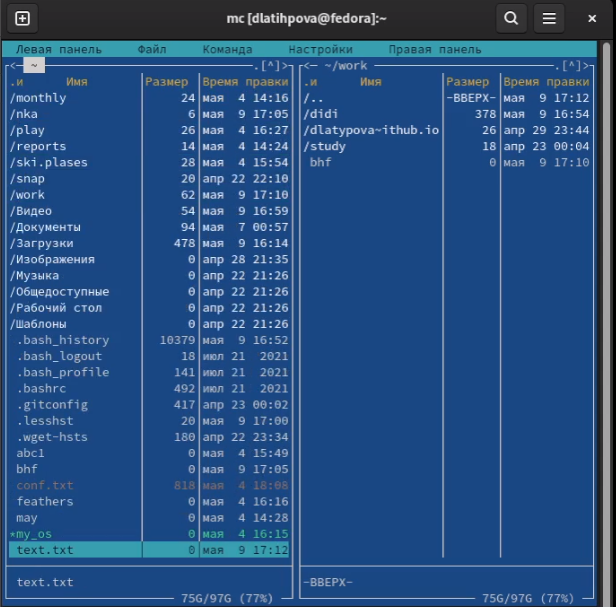 mc [dlatihpova@fedora]:~
Левая панель Файл Команда Настройки Правая панель
<— ~ .[^]>
.и Имя Размер Время правки
/monthly 24 мая 4 14:16
/nka 6 мая 9 17:05
/play 26 мая 4 16:27
/reports 14 мая 4 14:24
/ski.plases 28 мая 4 15:54
/snap 20 апр 22 22:10
/work 62 мая 9 17:10
/Видео 54 мая 9 16:59
/Документы 94 мая 7 00:57
/Загрузки 478 мая 9 16:14
/Изображения 0 апр 28 21:35
/Музыка 0 апр 22 21:26
/Общедоступные 0 апр 22 21:26
/Рабочий стол 0 апр 22 21:26
/Шаблоны 0 апр 22 21:26
.bash_history 10379 мая 9 16:52
.bash_logout 18 июл 21 2021
.bash_profile 141 июл 21 2021
.bashrc 492 июл 21 2021
.gitconfig 417 апр 23 00:02
.lesshst 20 мая 9 17:00
.wget-hsts 180 апр 22 23:34
abc1 0 мая 4 15:49
bhf 0 мая 9 17:05
conf.txt 818 мая 4 18:08
feathers 0 мая 4 16:16
may 0 мая 4 14:28
*my_os 0 мая 4 16:15
text.txt 0 мая 9 17:12
text.txt
75G/97G (77%)
<— ~/work .[^]>
.и Имя Размер Время правки
/.. -ВВЕРХ- мая 9 17:12
/didi 378 мая 9 16:54
/dlatypova~ithub.io 26 апр 29 23:44
/study 18 апр 23 00:04
bhf 0 мая 9 17:10
-ВВЕРХ-
75G/97G (77%)